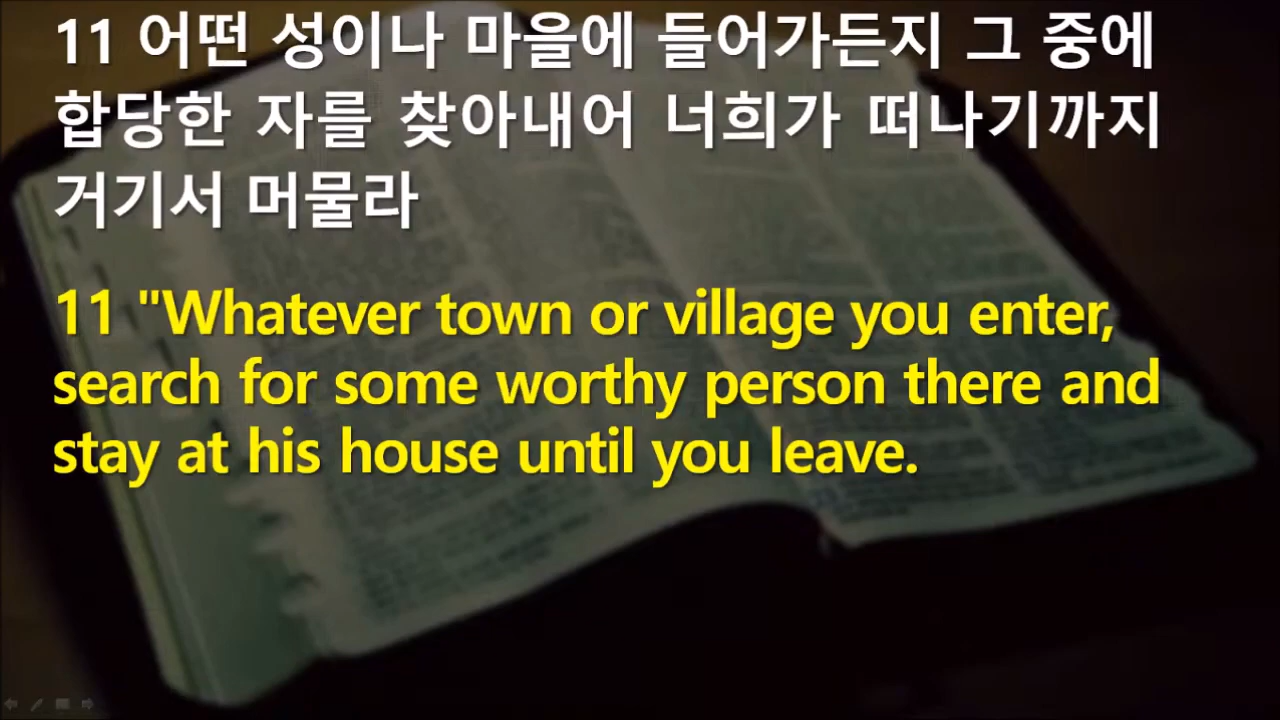 11 어떤 성이나 마을에 들어가든지 그 중에
합당한 자를 찾아내어 너희가 떠나기까지
거기서 머물라
11 "Whatever town or village you enter,
search for some worthy person there and
stay at his house until you leave.